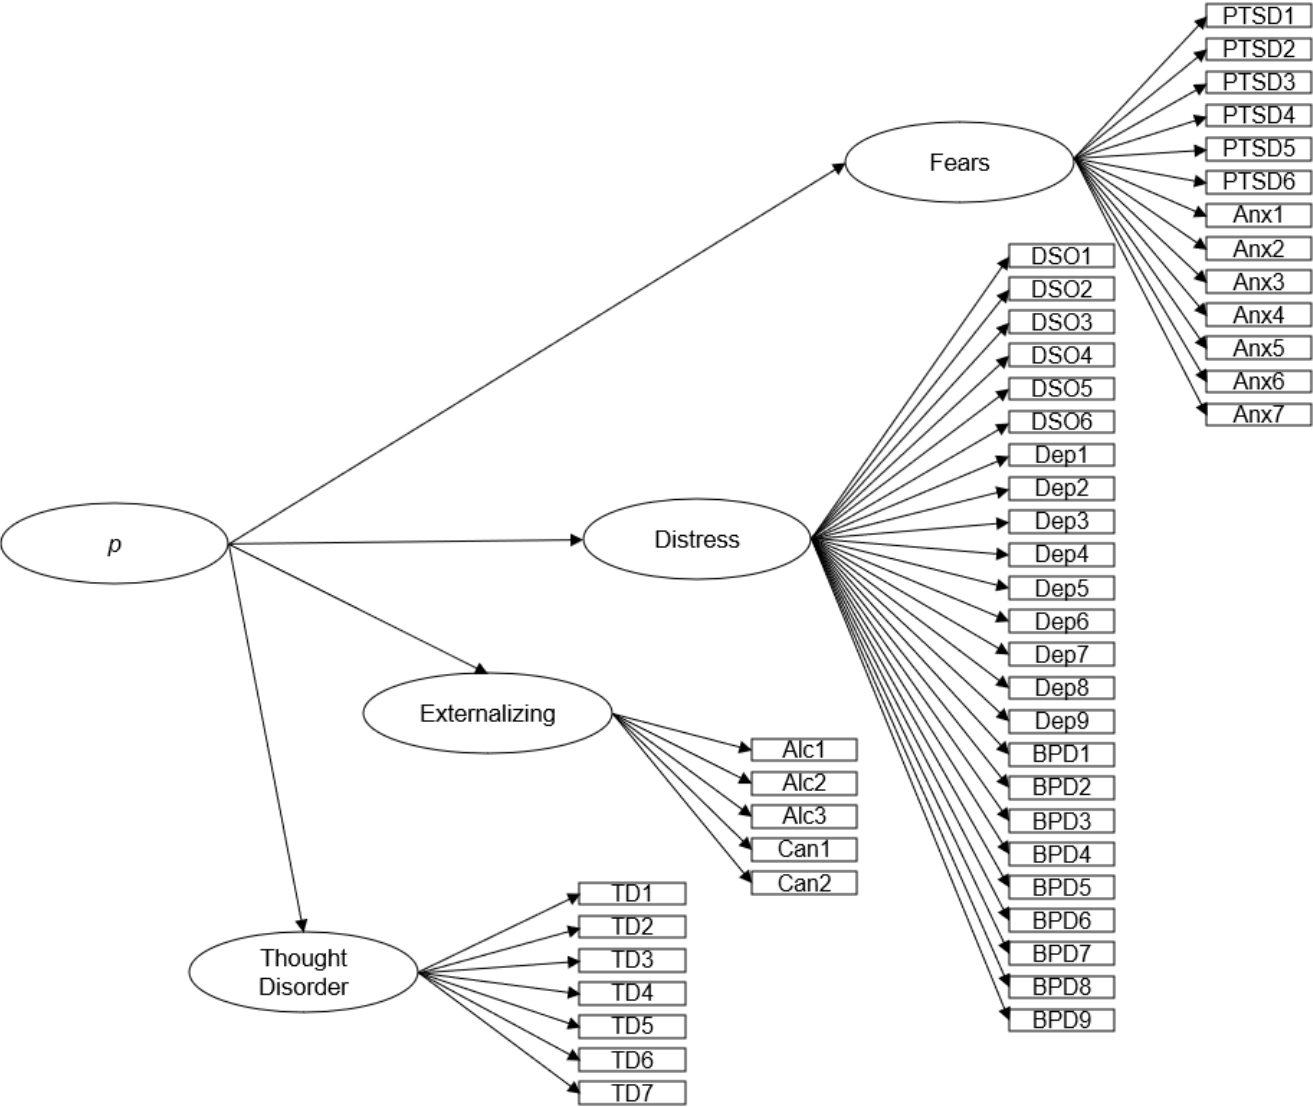 PTSD1
PTSD2
PTSD3
PTSD4
PTSD5
PTSD6
Anx1
Anx2
Anx3
Anx4
Anx5
Anx6
Anx7
Fears
DSO1
DSO2
DSO3
DSO4
DSO5
DSO6
Dep1
Dep2
Dep3
Dep4
Dep5
Dep6
Dep7
Dep8
Dep9
BPD1
BPD2
BPD3
BPD4
BPD5
BPD6
BPD7
BPD8
BPD9
p
Distress
Externalizing
Alc1
Alc2
Alc3
Can1
Can2
Thought
Disorder
TD1
TD2
TD3
TD4
TD5
TD6
TD7